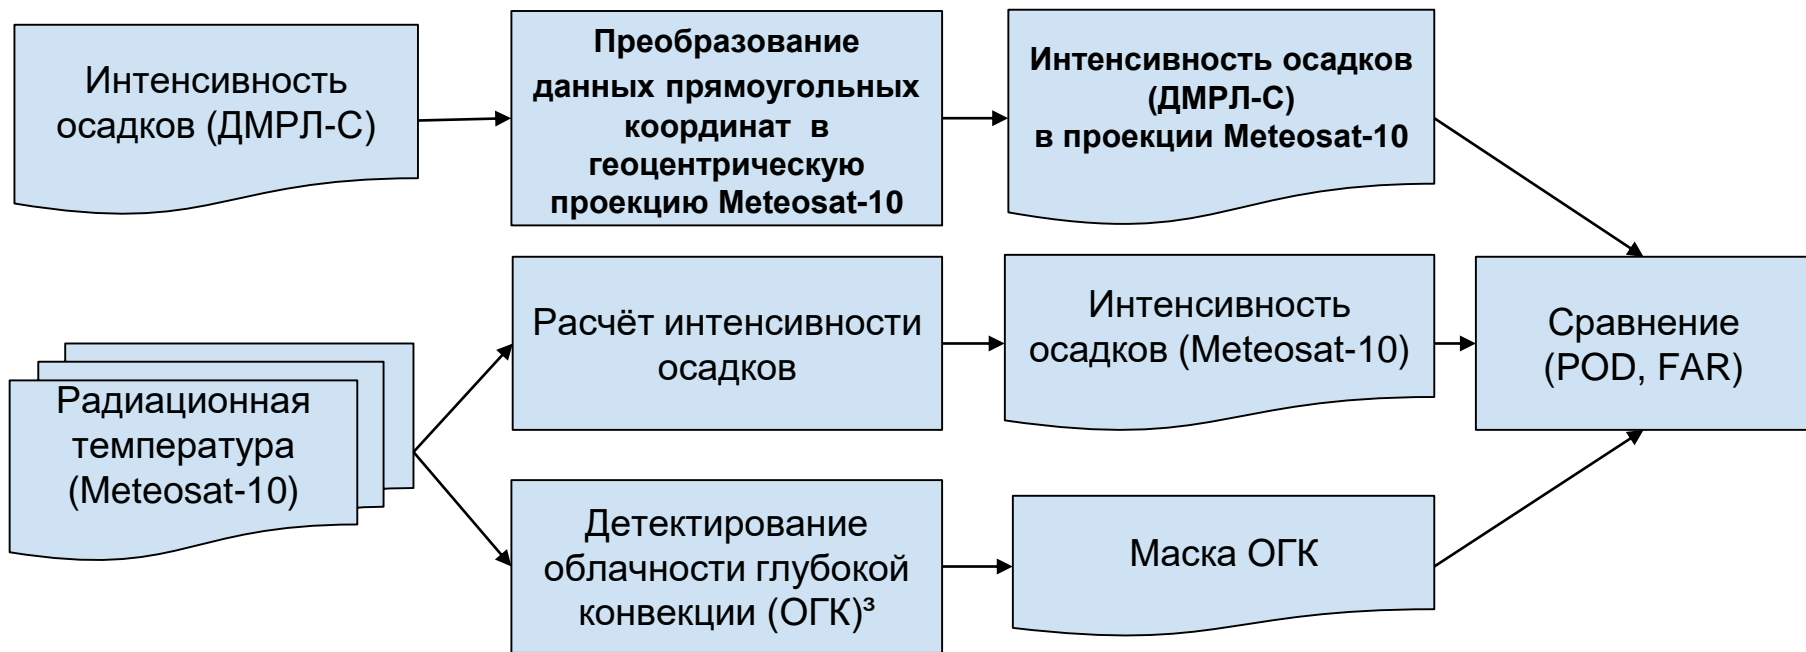 Интенсивность
осадков (ДМРЛ-С)
Преобразование
данных прямоугольных
координат в
геоцентрическую
проекцию Meteosat-10
Интенсивность осадков
(ДМРЛ-С)
в проекции Meteosat-10
Радиационная
температура
(Meteosat-10)
Расчёт интенсивности
осадков
Интенсивность
осадков (Meteosat-10)
Сравнение
(POD, FAR)
Детектирование
облачности глубокой
конвекции (ОГК)³
Маска ОГК